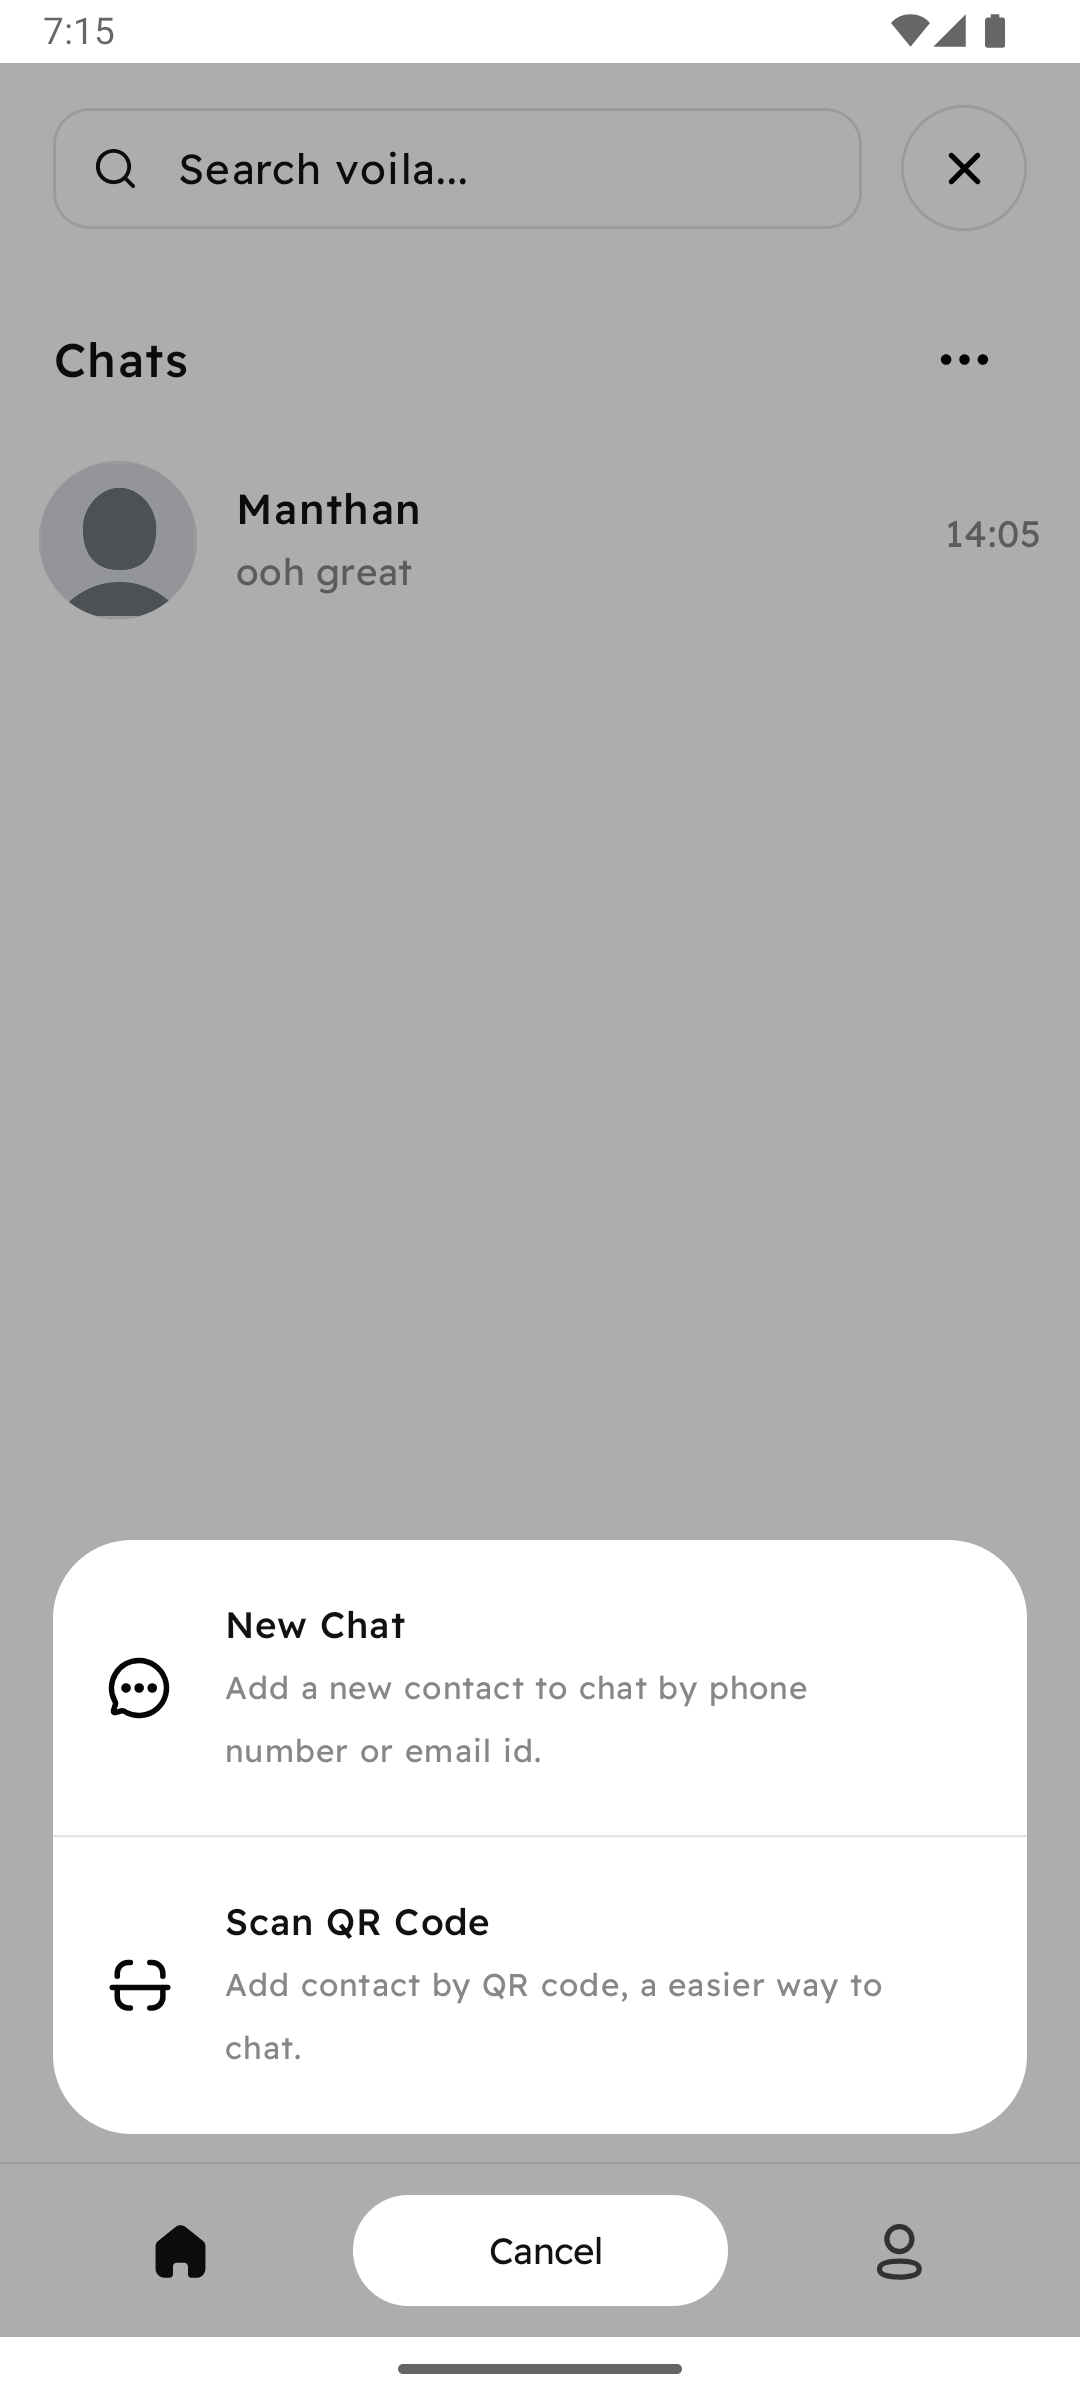 7:15
Search voila...
Chats
Manthan
14:05
ooh great
New Chat
Add a new contact to chat by phone
number or email id.
Scan QR Code
Add contact by QR code, a easier way to
chat.
Cancel